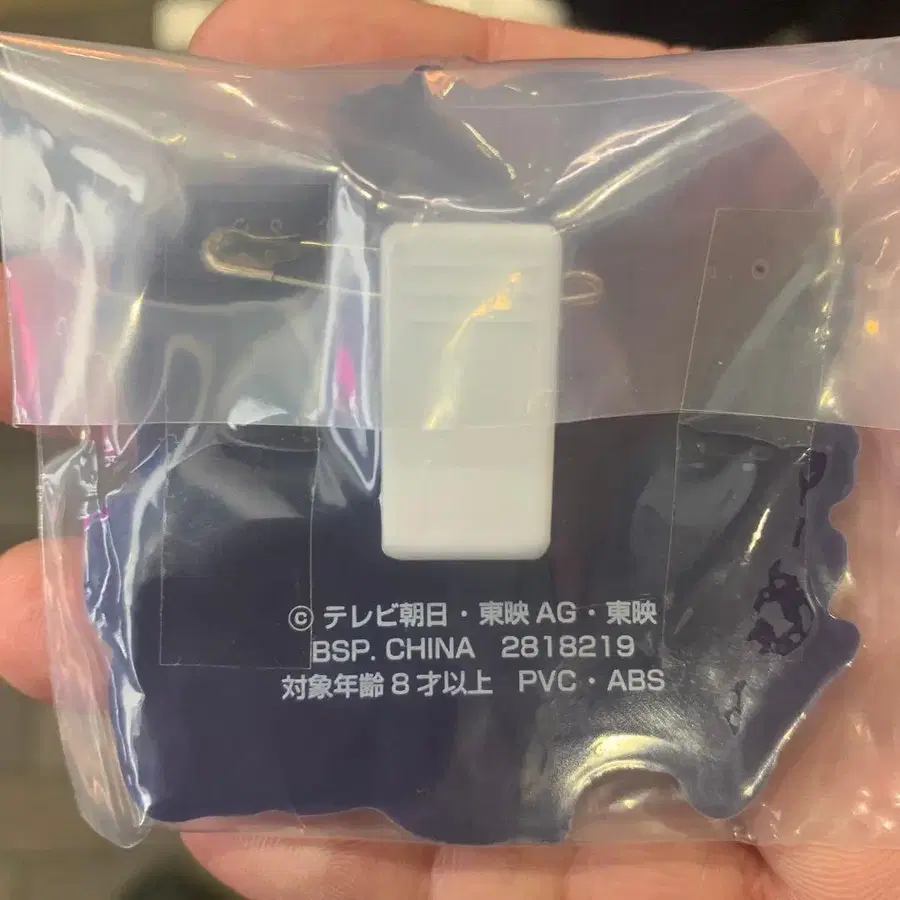 © テレビ朝日・東映 AG・東映
BSP. CHINA 2818219
対象年齢 8 才以上 PVC・ABS